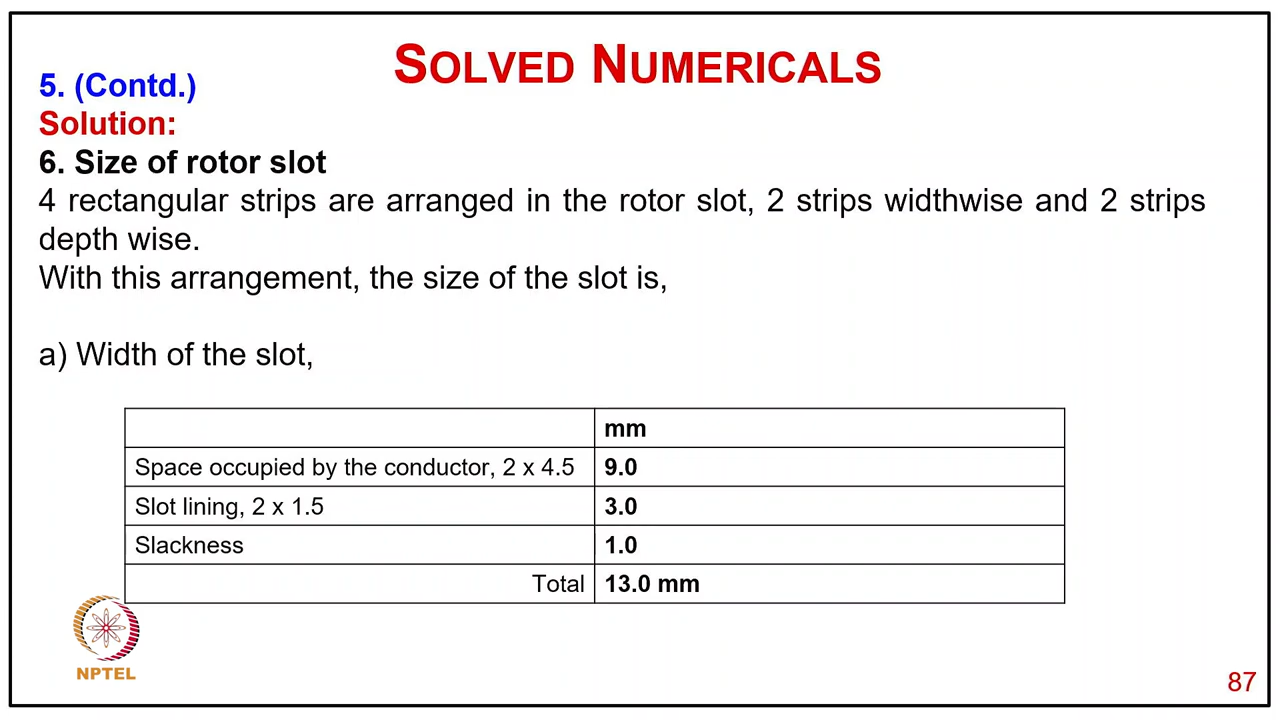 SOLVED NUMERICALS
5. (Contd.)
Solution:
6. Size of rotor slot
4 rectangular strips are arranged in the rotor slot, 2 strips widthwise and 2 strips
depth wise.
With this arrangement, the size of the slot is,
a) Width of the slot,
mm
Space occupied by the conductor, 2 x 4.5 9.0
Slot lining, 2 x 1.5 3.0
Slackness 1.0
Total 13.0 mm
NPTEL
87